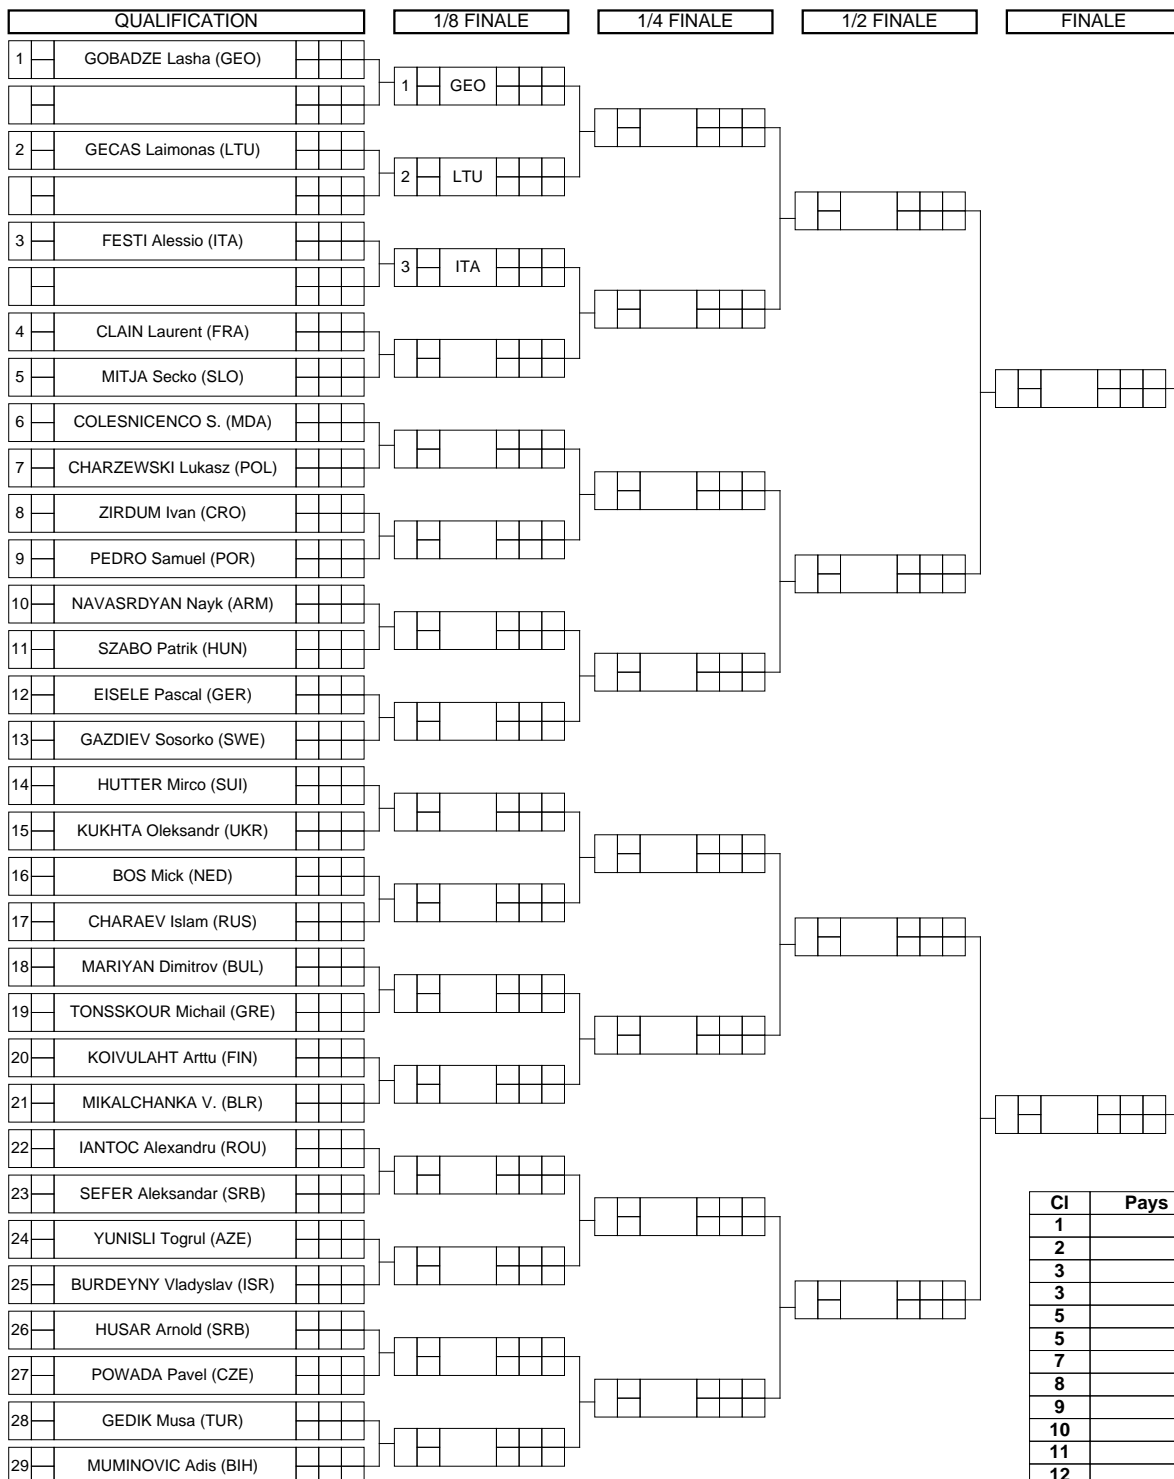 QUALIFICATION 1/8 FINALE 1/4 FINALE 1/2 FINALE FINALE
1 GOBADZE Lasha (GEO)
1 GEO
2 GECAS Laimonas (LTU)
2 LTU
3 FESTI Alessio (ITA)
3 ITA
4 CLAIN Laurent (FRA)
5 MITJA Secko (SLO)
6 COLESNICENCO S. (MDA)
7 CHARZEWSKI Lukasz (POL)
8 ZIRDUM Ivan (CRO)
9 PEDRO Samuel (POR)
10 NAVASRDYAN Nayk (ARM)
11 SZABO Patrik (HUN)
12 EISELE Pascal (GER)
13 GAZDIEV Sosorko (SWE)
14 HUTTER Mirco (SUI)
15 KUKHTA Oleksandr (UKR)
16 BOS Mick (NED)
17 CHARAEV Islam (RUS)
18 MARIYAN Dimitrov (BUL)
19 TONSSKOUR Michail (GRE)
20 KOIVULAHT Arttu (FIN)
21 MIKALCHANKA V. (BLR)
22 IANTOC Alexandru (ROU)
23 SEFER Aleksandar (SRB)
24 YUNISLI Togrul (AZE)
25 BURDEYNY Vladyslav (ISR)
26 HUSAR Arnold (SRB)
27 POWADA Pavel (CZE)
28 GEDIK Musa (TUR)
29 MUMINOVIC Adis (BIH)
Cl Pays
1
2
3
3
5
5
7
8
9
10
11
12